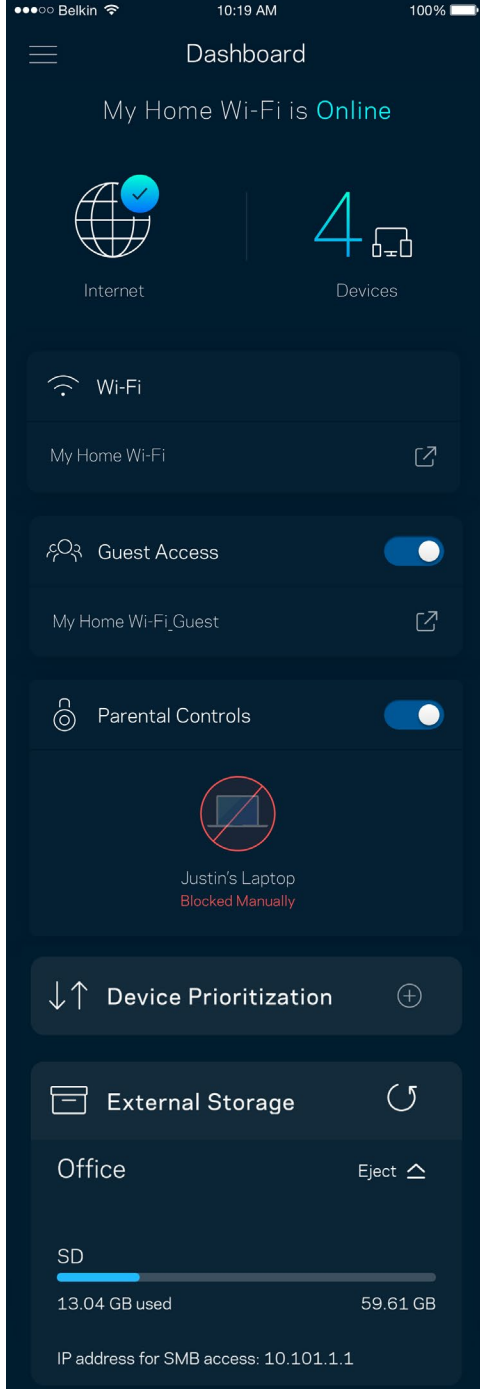 Belkin 10:19 AM 100%
Dashboard
My Home Wi-Fi is Online
4
Internet Devices
Wi-Fi
My Home Wi-Fi
Guest Access
My Home Wi-Fi_Guest
Parental Controls
Justin's Laptop
Blocked Manually
Device Prioritization
External Storage
Office Eject
SD
13.04 GB used 59.61 GB
IP address for SMB access: 10.101.1.1